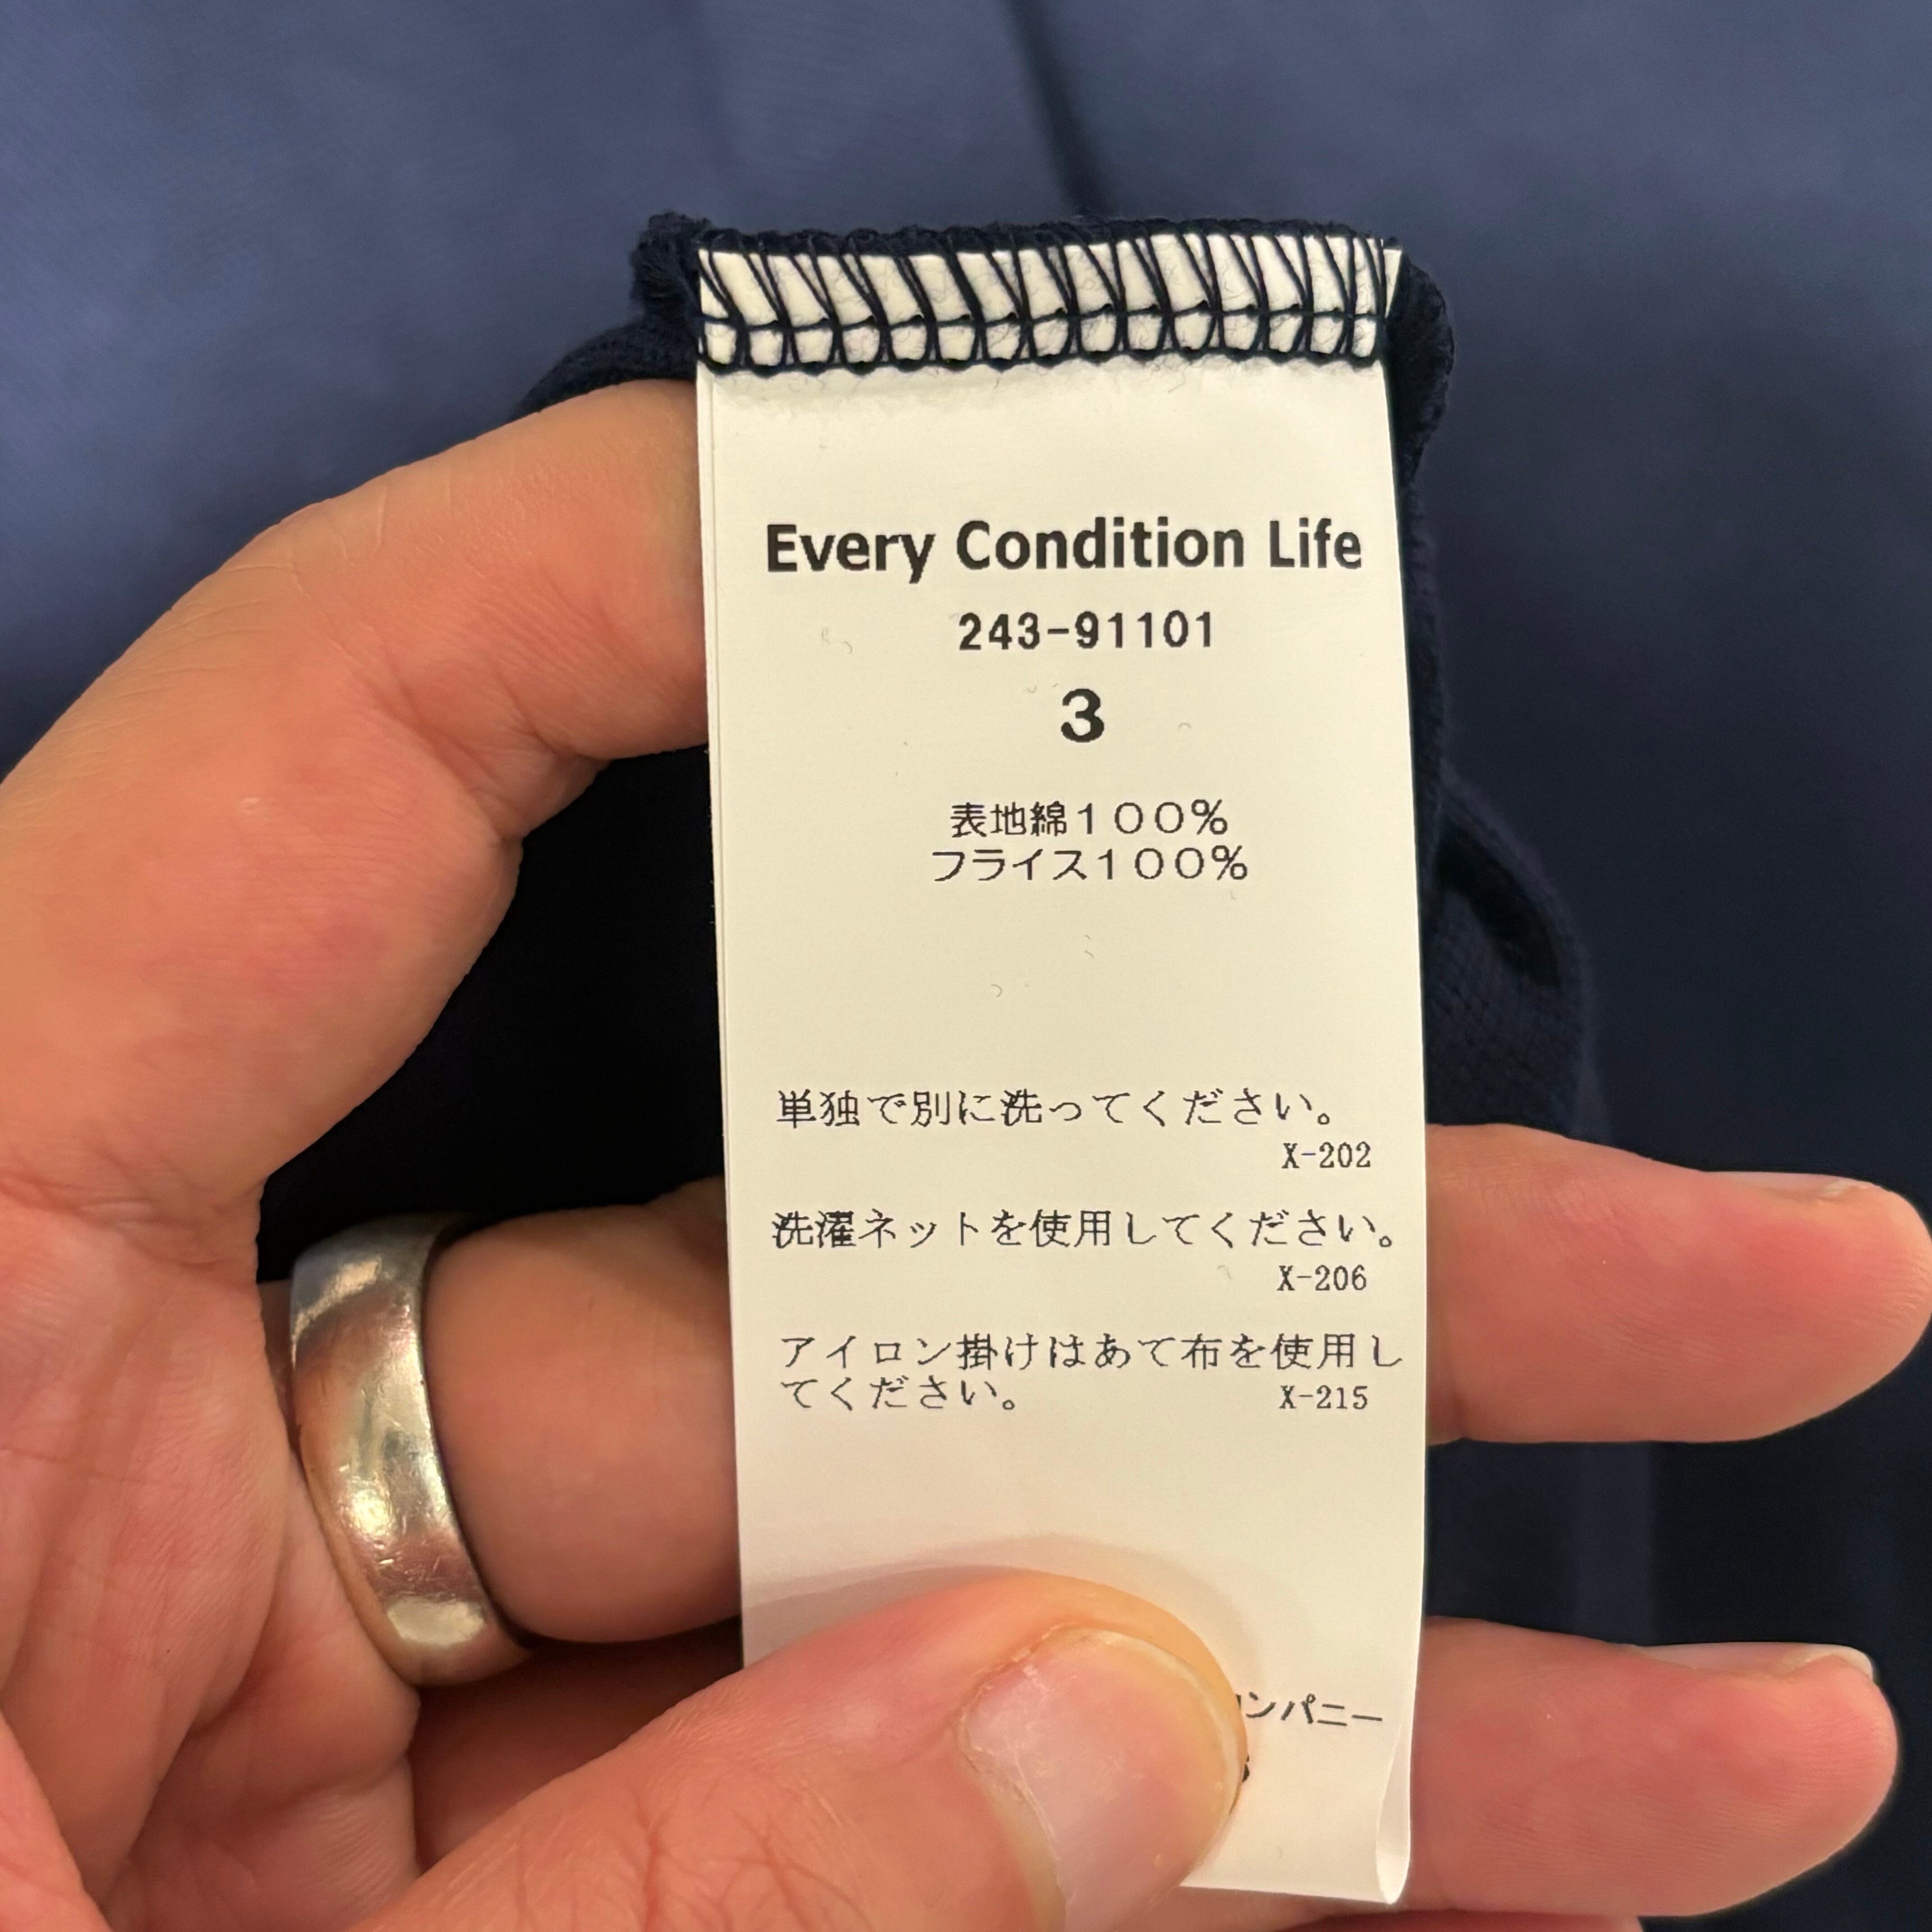 Every Condition Life
243-91101
3
表地綿１００％
フライス１００％
単独で別に洗ってください。
X-202
洗濯ネットを使用してください。
X-206
アイロン掛けはあて布を使用し
てください。 X-215
ンパニー